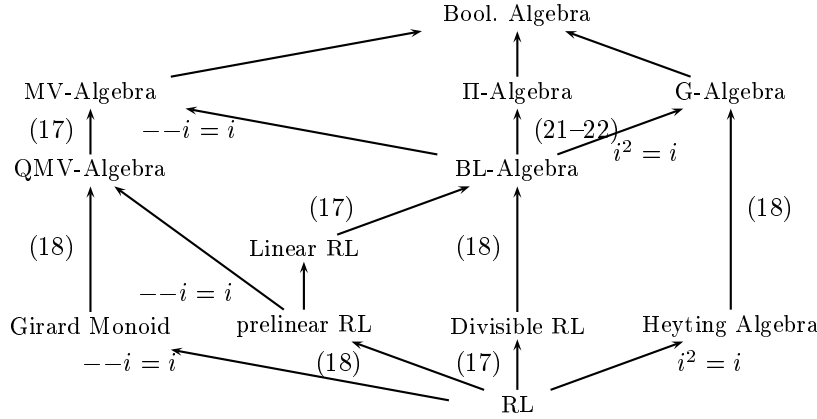 Bool. Algebra
MV-Algebra Π-Algebra G-Algebra
(17) −−i = i (21–22) i² = i
QMV-Algebra BL-Algebra
(17) (18)
(18) Linear RL (18)
−−i = i
Girard Monoid prelinear RL Divisible RL Heyting Algebra
−−i = i (18) (17) i² = i
RL